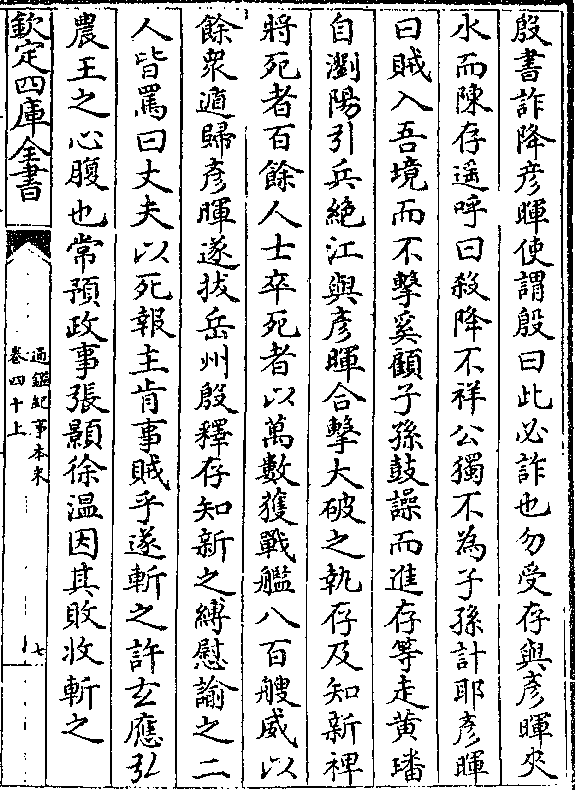 殷書詐降彦暉使謂殷曰此必詐也勿受存與彦暉夾
水而陳存遥呼曰殺降不祥公獨不為子孫計耶彦暉
曰賊入吾境而不擊奚顧子孫鼓譟而進存等走黄璠
自瀏陽引兵絶江與彦暉合擊大破之執存及知新裨
將死者百餘人士卒死者以萬數獲戰艦八百艘威以
餘衆遁歸彦暉遂拔岳州殷釋存知新之縛慰諭之二
人皆罵曰丈夫以死報主肯事賊乎遂斬之許玄應弘
農王之心腹也常預政事張顥徐温因其敗收斬之
欽定四庫全書
通鑑紀事本末
卷四十上
七